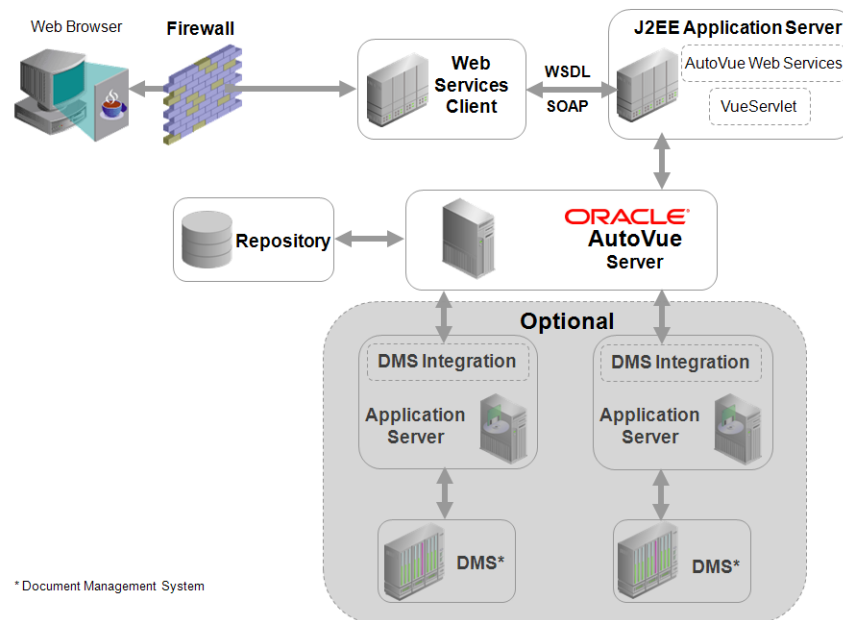 Web Browser
Firewall
J2EE Application Server
Web
Services
Client
WSDL
SOAP
AutoVue Web Services
VueServlet
Repository
ORACLE®
AutoVue
Server
Optional
DMS Integration
Application
Server
DMS*
DMS Integration
Application
Server
DMS*
* Document Management System